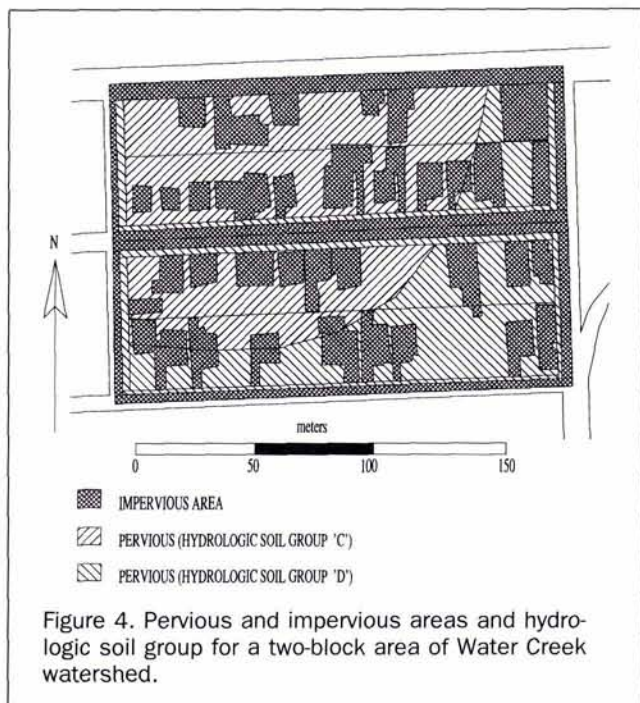 N
meters
0 50 100 150
IMPERVIOUS AREA
PERVIOUS (HYDROLOGIC SOIL GROUP 'C')
PERVIOUS (HYDROLOGIC SOIL GROUP 'D')
Figure 4. Pervious and impervious areas and hydro-
logic soil group for a two-block area of Water Creek
watershed.